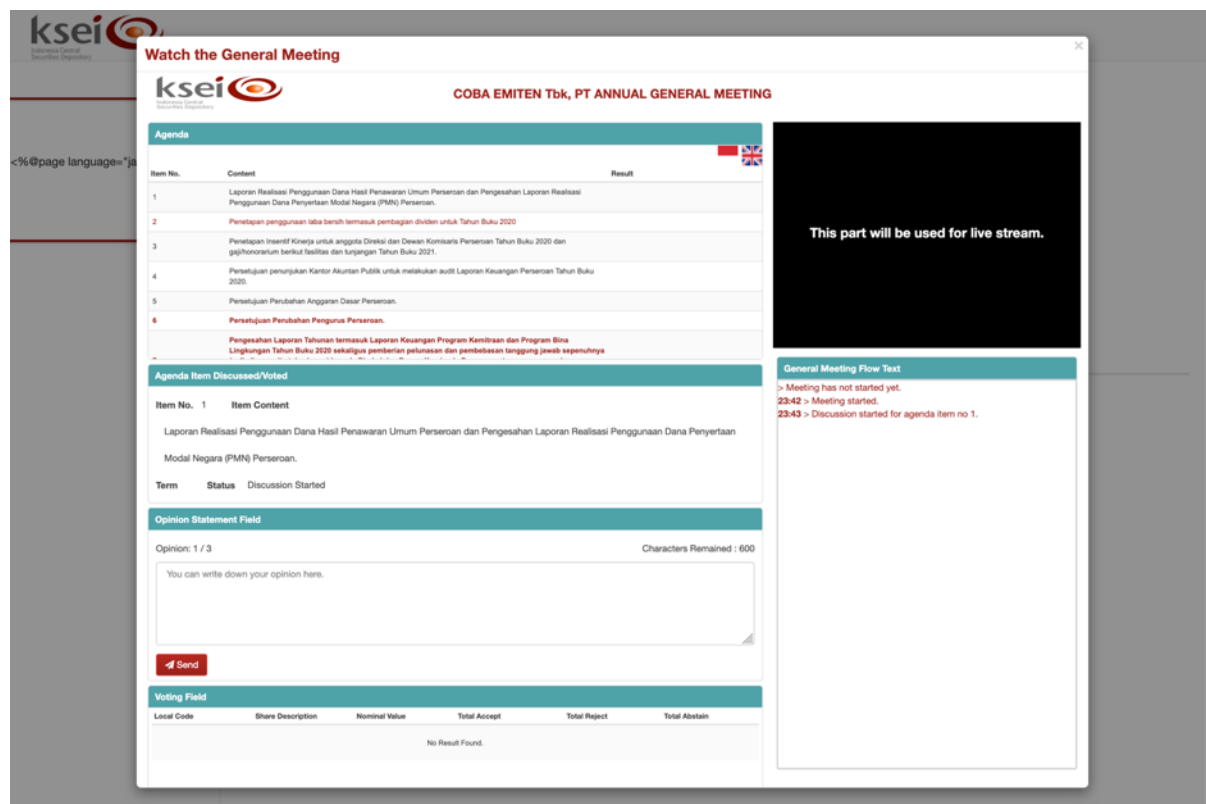 ksei
Indonesia Central
Securities Depository
<%@page language="ja
Watch the General Meeting
×
ksei
Indonesia Central
Securities Depository
COBA EMITEN Tbk, PT ANNUAL GENERAL MEETING
Agenda
Item No. Content Result
1 Laporan Realisasi Penggunaan Dana Hasil Penawaran Umum Perseroan dan Pengesahan Laporan Realisasi
Penggunaan Dana Penyertaan Modal Negara (PMN) Perseroan.
2 Penetapan penggunaan laba bersih termasuk pembagian dividen untuk Tahun Buku 2020
3 Penetapan Insentif Kinerja untuk anggota Direksi dan Dewan Komisaris Perseroan Tahun Buku 2020 dan
gaji/honorarium berikut fasilitas dan tunjangan Tahun Buku 2021.
4 Persetujuan penunjukan Kantor Akuntan Publik untuk melakukan audit Laporan Keuangan Perseroan Tahun Buku
2020.
5 Persetujuan Perubahan Anggaran Dasar Perseroan.
6 Persetujuan Perubahan Pengurus Perseroan.
Pengesahan Laporan Tahunan termasuk Laporan Keuangan Program Kemitraan dan Program Bina
Lingkungan Tahun Buku 2020 sekaligus pemberian pelunasan dan pembebasan tanggung jawab sepenuhnya
This part will be used for live stream.
Agenda Item Discussed/Voted
Item No. 1 Item Content
Laporan Realisasi Penggunaan Dana Hasil Penawaran Umum Perseroan dan Pengesahan Laporan Realisasi Penggunaan Dana Penyertaan
Modal Negara (PMN) Perseroan.
Term Status Discussion Started
General Meeting Flow Text
> Meeting has not started yet.
23:42 > Meeting started.
23:43 > Discussion started for agenda item no 1.
Opinion Statement Field
Opinion: 1 / 3 Characters Remained : 600
You can write down your opinion here.
Send
Voting Field
Local Code Share Description Nominal Value Total Accept Total Reject Total Abstain
No Result Found.